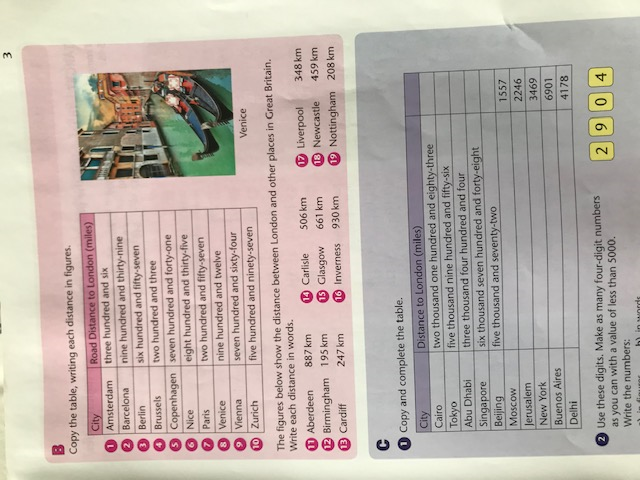 3
B
Copy the table, writing each distance in figures.
City Road Distance to London (miles)
1 Amsterdam three hundred and six
2 Barcelona nine hundred and thirty-nine
3 Berlin six hundred and fifty-seven
4 Brussels two hundred and three
5 Copenhagen seven hundred and forty-one
6 Nice eight hundred and thirty-five
7 Paris two hundred and fifty-seven
8 Venice nine hundred and twelve
9 Vienna seven hundred and sixty-four
10 Zurich five hundred and ninety-seven
Venice
The figures below show the distance between London and other places in Great Britain.
Write each distance in words.
11 Aberdeen 887 km
12 Birmingham 195 km
13 Cardiff 247 km
14 Carlisle 506 km
15 Glasgow 661 km
16 Inverness 930 km
17 Liverpool 348 km
18 Newcastle 459 km
19 Nottingham 208 km
C
1 Copy and complete the table.
City Distance to London (miles)
Cairo two thousand one hundred and eighty-three
Tokyo five thousand nine hundred and fifty-six
Abu Dhabi three thousand four hundred and four
Singapore six thousand seven hundred and forty-eight
Beijing five thousand and seventy-two
Moscow 1557
Jerusalem 2246
New York 3469
Buenos Aires 6901
Delhi 4178
2 Use these digits. Make as many four-digit numbers
as you can with a value of less than 5000.
2 9 0 4
Write the numbers: